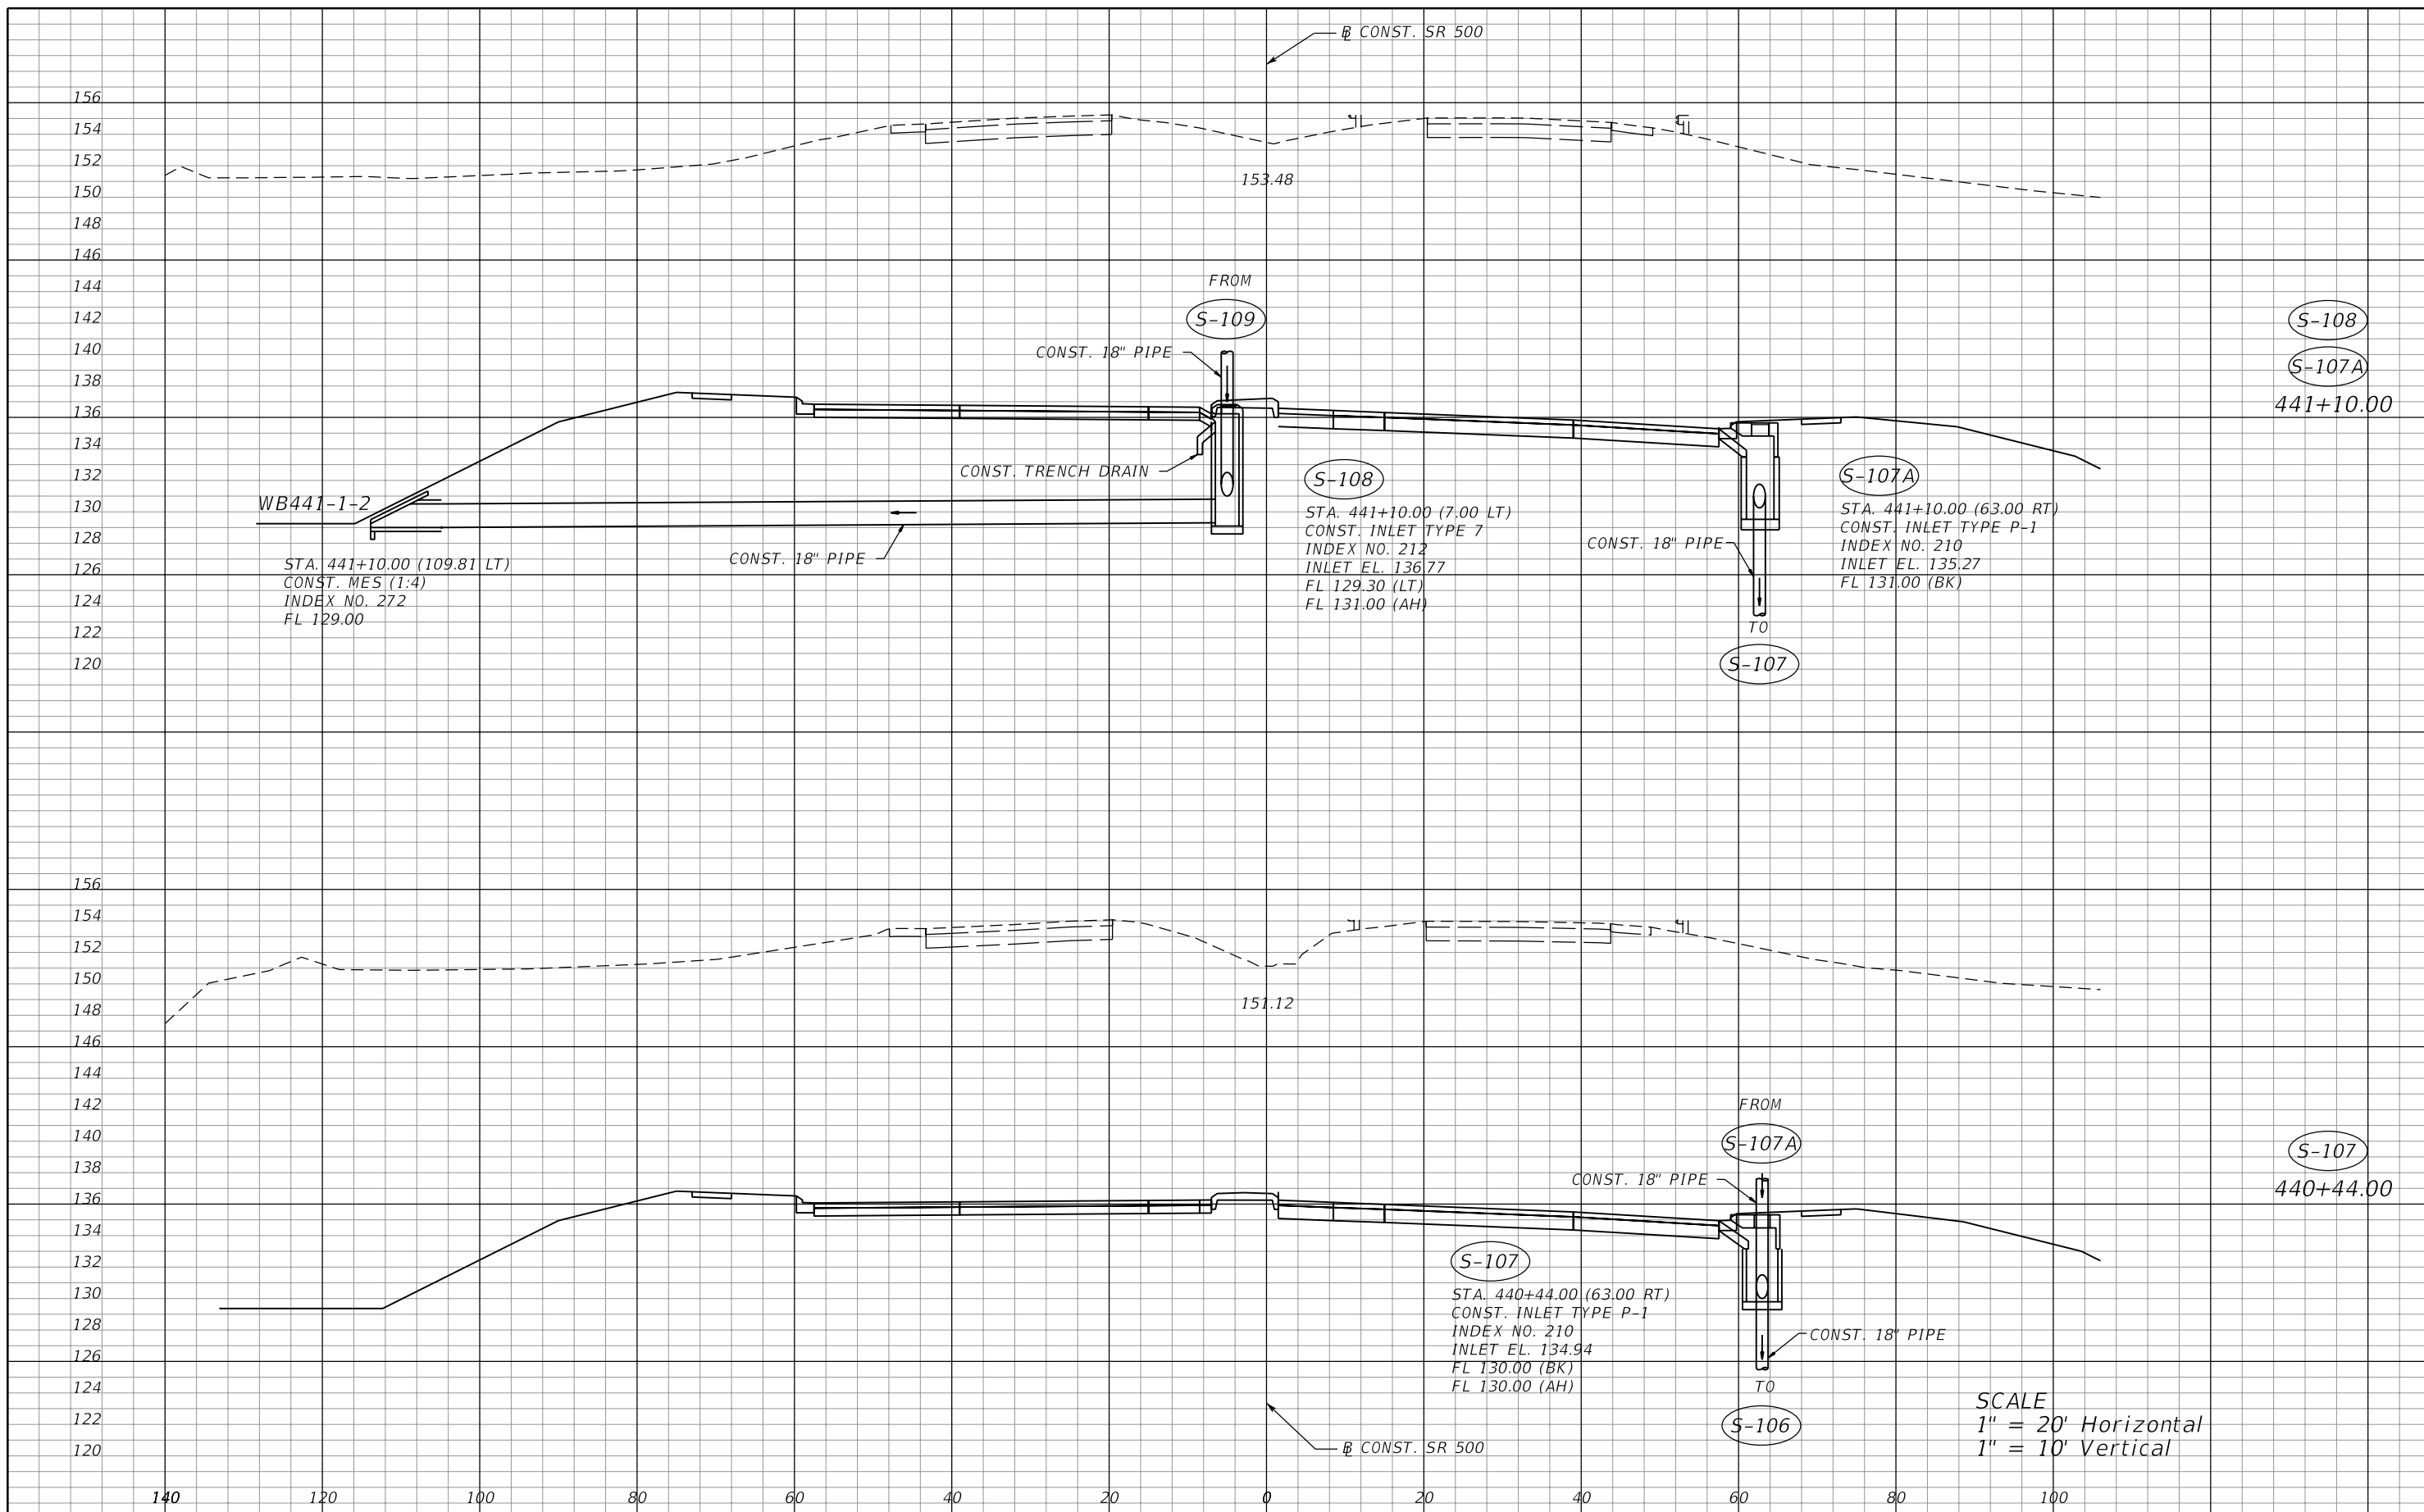 ℄ CONST. SR 500
156
154
152
150
148
146
144
142
140
138
136
134
132
130
128
126
124
122
120
153.48
FROM
S-109
CONST. 18" PIPE
CONST. TRENCH DRAIN
WB441-1-2
STA. 441+10.00 (109.81 LT)
CONST. MES (1:4)
INDEX NO. 272
FL 129.00
CONST. 18" PIPE
S-108
STA. 441+10.00 (7.00 LT)
CONST. INLET TYPE 7
INDEX NO. 212
INLET EL. 136.77
FL 129.30 (LT)
FL 131.00 (AH)
CONST. 18" PIPE
S-107A
STA. 441+10.00 (63.00 RT)
CONST. INLET TYPE P-1
INDEX NO. 210
INLET EL. 135.27
FL 131.00 (BK)
TO
S-107
S-108
S-107A
441+10.00
156
154
152
150
148
146
144
142
140
138
136
134
132
130
128
126
124
122
120
151.12
FROM
S-107A
CONST. 18" PIPE
S-107
STA. 440+44.00 (63.00 RT)
CONST. INLET TYPE P-1
INDEX NO. 210
INLET EL. 134.94
FL 130.00 (BK)
FL 130.00 (AH)
CONST. 18" PIPE
TO
S-106
S-107
440+44.00
℄ CONST. SR 500
SCALE
1" = 20' Horizontal
1" = 10' Vertical
140 120 100 80 60 40 20 0 20 40 60 80 100